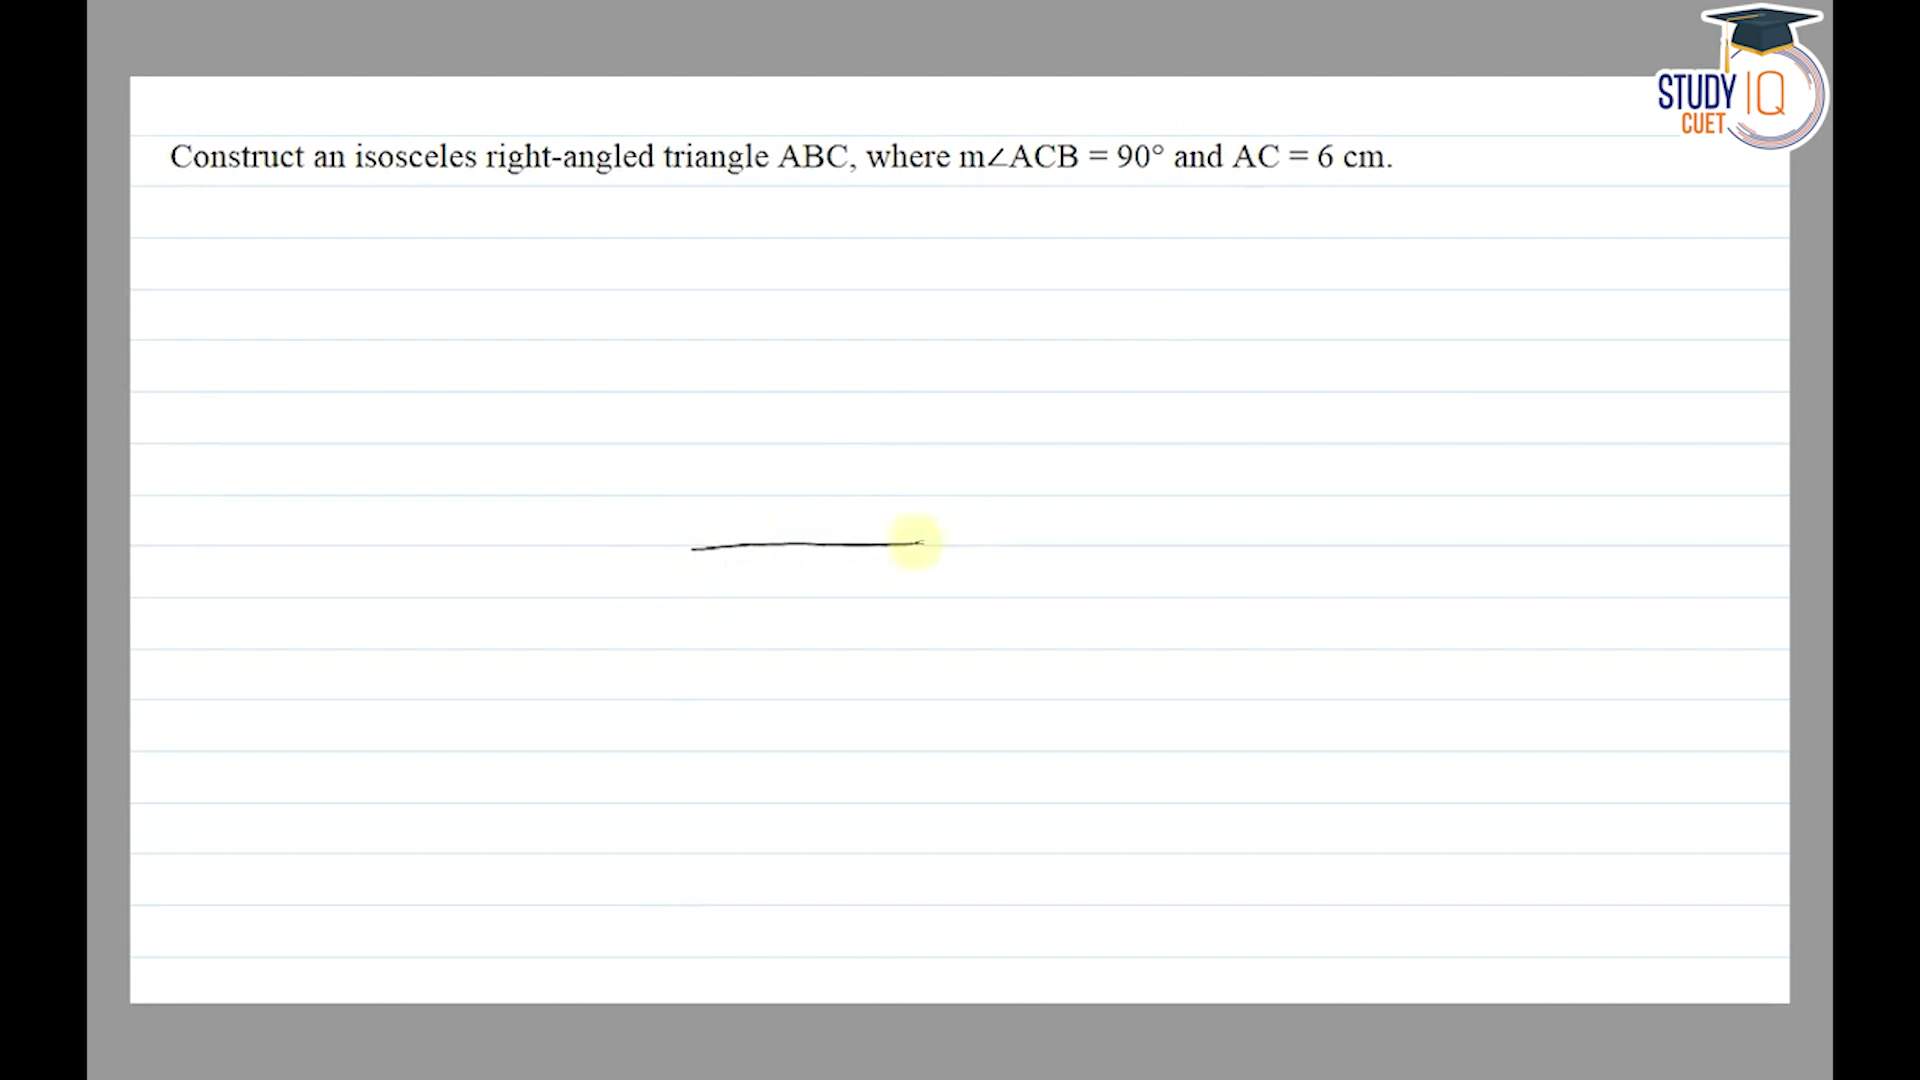 STUDY IQ
CUET
Construct an isosceles right-angled triangle ABC, where m∠ACB = 90° and AC = 6 cm.